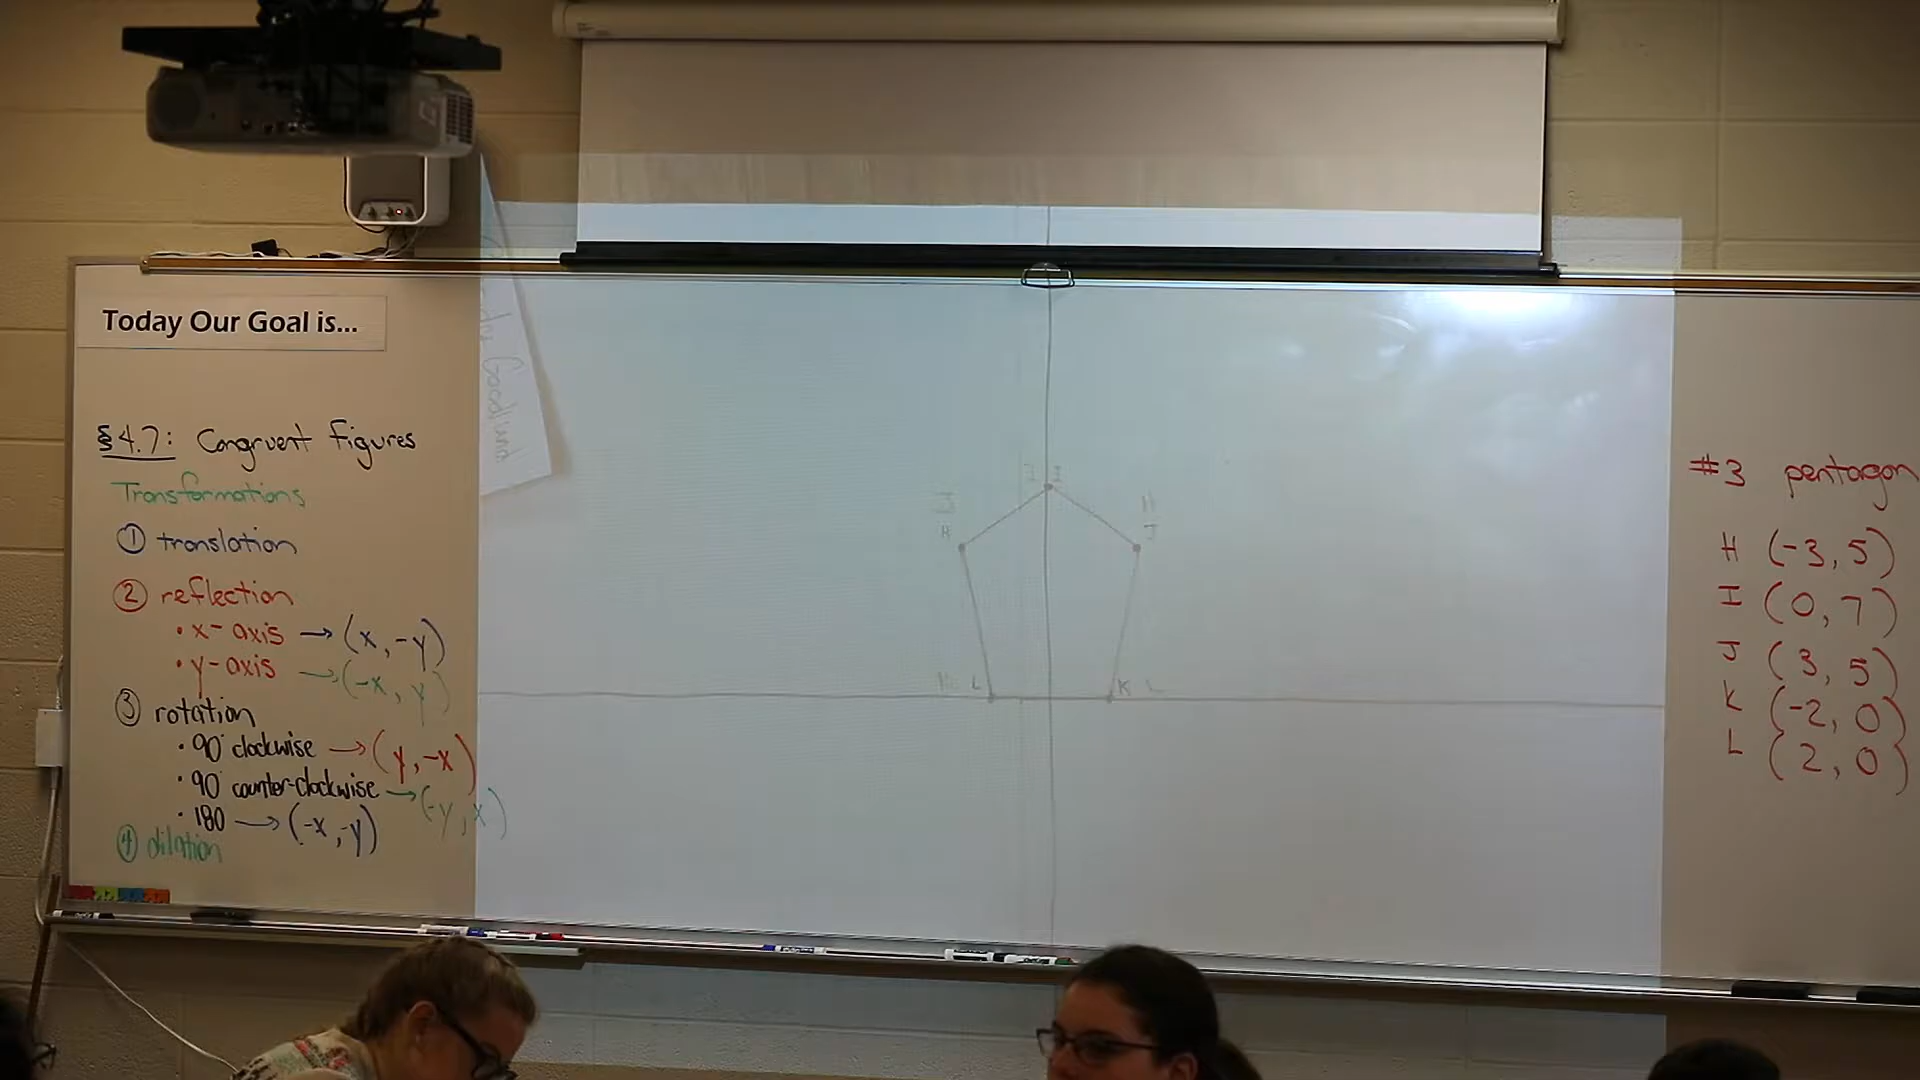 Today Our Goal is...
§4.7: Congruent Figures
Transformations
① translation
② reflection
• x-axis → (x, -y)
• y-axis → (-x, y)
③ rotation
• 90° clockwise → (y, -x)
• 90° counter-clockwise → (-y, x)
• 180 → (-x, -y)
④ dilation
I I
H
H J
L K L
#3 pentagon
H (-3, 5)
I (0, 7)
J (3, 5)
K (-2, 0)
L (2, 0)